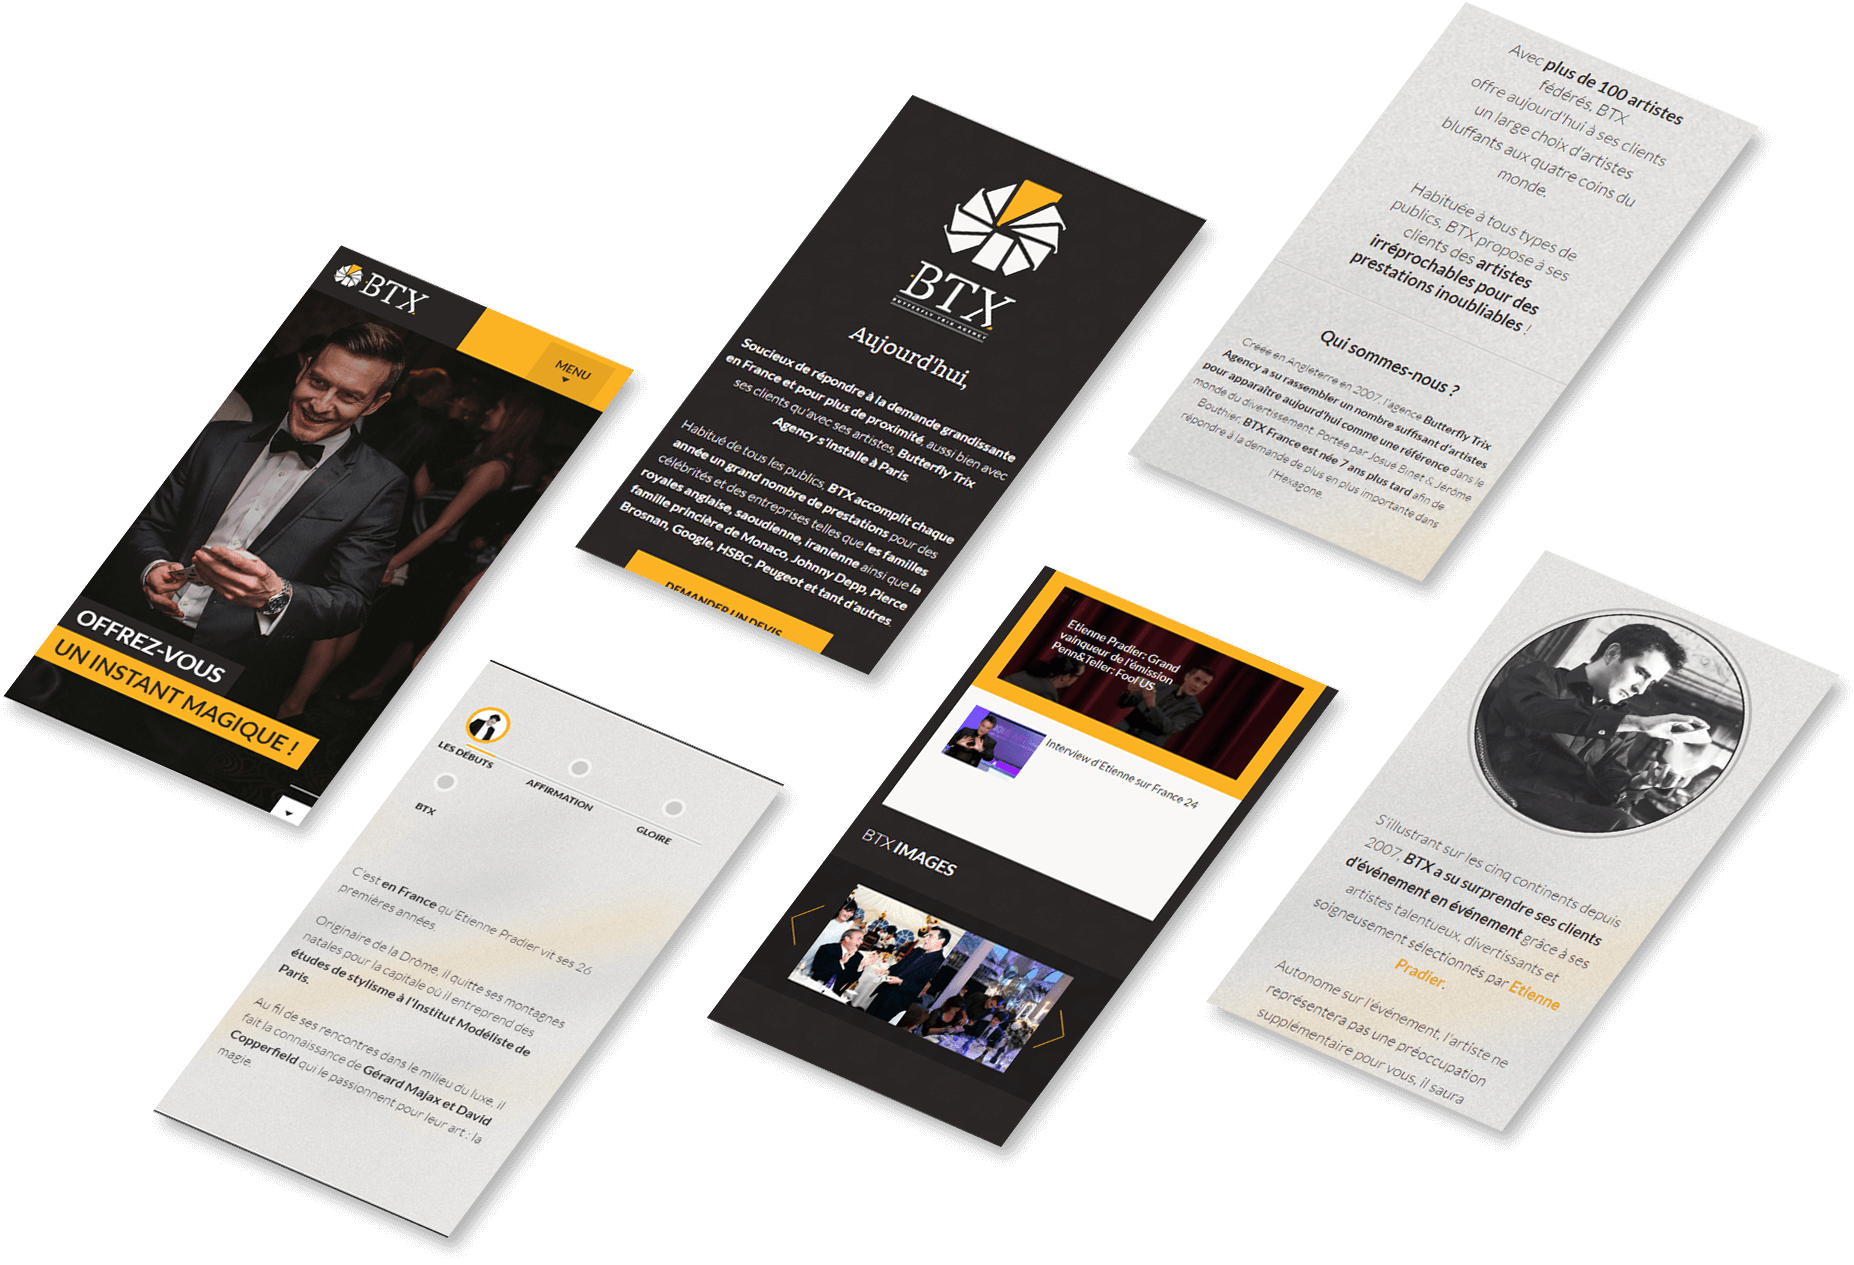 BTX
MENU
OFFREZ-VOUS
UN INSTANT MAGIQUE !
BTX
BUTTERFLY TRIX AGENCY
Aujourd'hui,
Soucieux de répondre à la demande grandissante
en France et pour plus de proximité, aussi bien avec
ses clients qu'avec ses artistes, Butterfly Trix
Agency s'installe à Paris.
Habitué de tous les publics, BTX accomplit chaque
année un grand nombre de prestations pour des
célébrités et des entreprises telles que les familles
royales anglaise, saoudienne, iranienne ainsi que la
famille princière de Monaco, Johnny Depp, Pierce
Brosnan, Google, HSBC, Peugeot et tant d'autres.
DEMANDER UN DEVIS
Avec plus de 100 artistes
fédérés, BTX
offre aujourd'hui à ses clients
un large choix d'artistes
bluffants aux quatre coins du
monde.
Habituée à tous types de
publics, BTX propose à ses
clients des artistes
irréprochables pour des
prestations inoubliables !
Qui sommes-nous ?
Créée en Angleterre en 2007, l'agence Butterfly Trix
Agency a su rassembler un nombre suffisant d'artistes
pour apparaître aujourd'hui comme une référence dans le
monde du divertissement. Portée par Josué Binet & Jérôme
Bouthier, BTX France est née 7 ans plus tard afin de
répondre à la demande de plus en plus importante dans
l'Hexagone.
LES DÉBUTS
AFFIRMATION
GLOIRE
BTX
C'est en France qu'Etienne Pradier vit ses 26
premières années.
Originaire de la Drôme, il quitte ses montagnes
natales pour la capitale où il entreprend des
études de stylisme à l'Institut Modéliste de
Paris.
Au fil de ses rencontres dans le milieu du luxe, il
fait la connaissance de Gérard Majax et David
Copperfield qui le passionnent pour leur art : la
magie.
Etienne Pradier: Grand
vainqueur de l'émission
Penn&Teller: Fool US
Interview d'Etienne sur France 24
BTX IMAGES
S'illustrant sur les cinq continents depuis
2007, BTX a su surprendre ses clients
d'événement en événement grâce à ses
artistes talentueux, divertissants et
soigneusement sélectionnés par Etienne
Pradier.
Autonome sur l'événement, l'artiste ne
représentera pas une préoccupation
supplémentaire pour vous, il saura